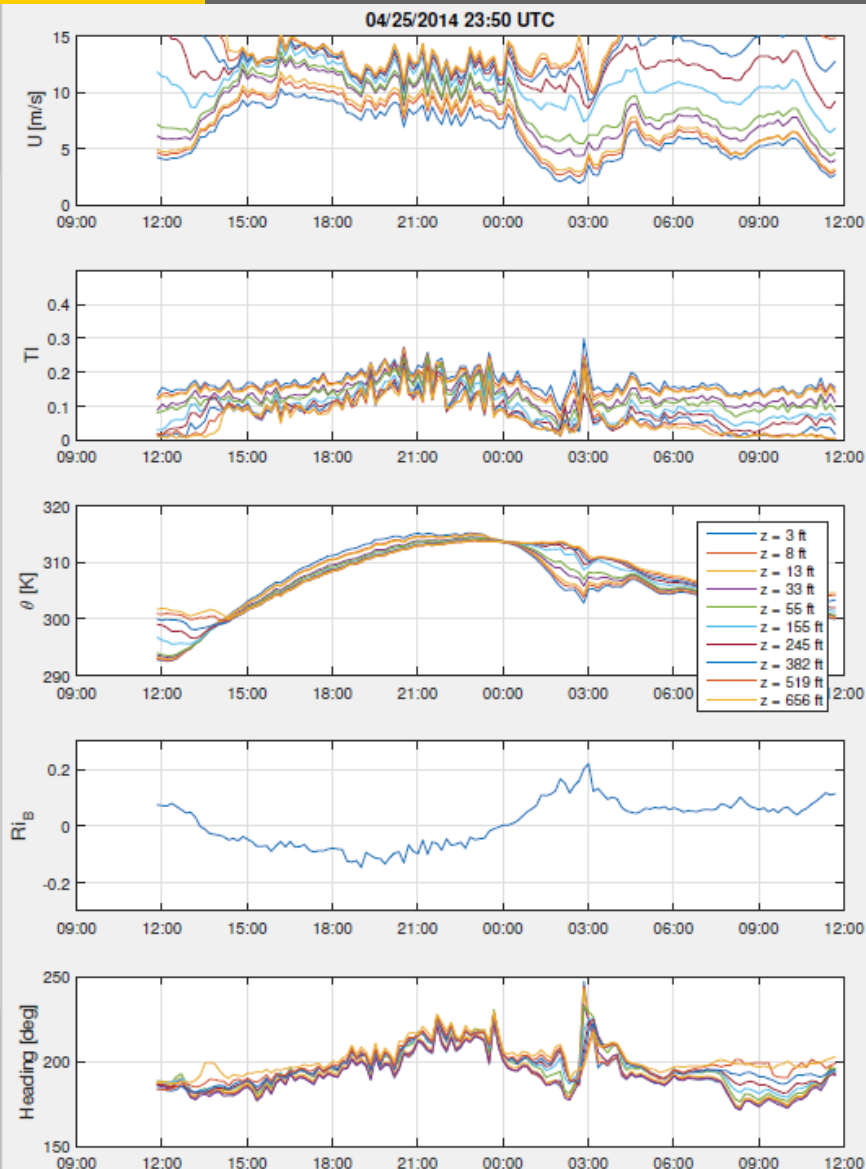 04/25/2014 23:50 UTC
15
10
5
0
U [m/s]
09:00 12:00 15:00 18:00 21:00 00:00 03:00 06:00 09:00 12:00
0.4
0.3
0.2
0.1
0
TI
09:00 12:00 15:00 18:00 21:00 00:00 03:00 06:00 09:00 12:00
320
310
300
290
θ [K]
z = 3 ft
z = 8 ft
z = 13 ft
z = 33 ft
z = 55 ft
z = 155 ft
z = 245 ft
z = 382 ft
z = 519 ft
z = 656 ft
09:00 12:00 15:00 18:00 21:00 00:00 03:00 06:00 12:00
0.2
0
-0.2
Ri_B
09:00 12:00 15:00 18:00 21:00 00:00 03:00 06:00 09:00 12:00
250
200
150
Heading [deg]
09:00 12:00 15:00 18:00 21:00 00:00 03:00 06:00 09:00 12:00